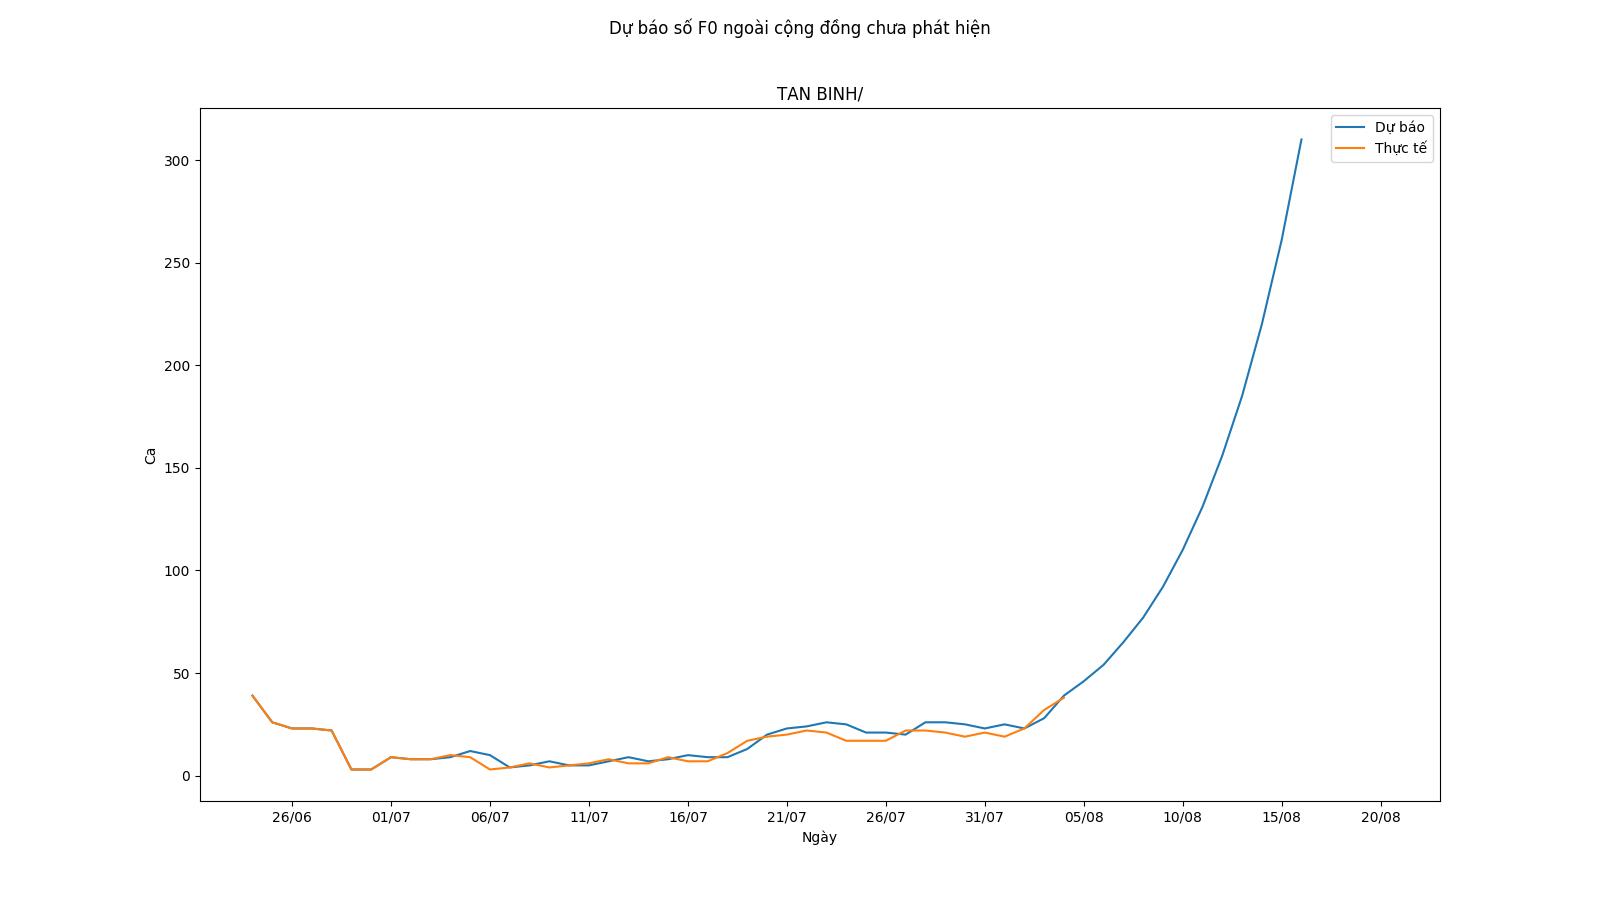 Dự báo số F0 ngoài cộng đồng chưa phát hiện
TAN BINH/
Dự báo
Thực tế
300
250
200
150
100
50
0
Ca
26/06 01/07 06/07 11/07 16/07 21/07 26/07 31/07 05/08 10/08 15/08 20/08
Ngày